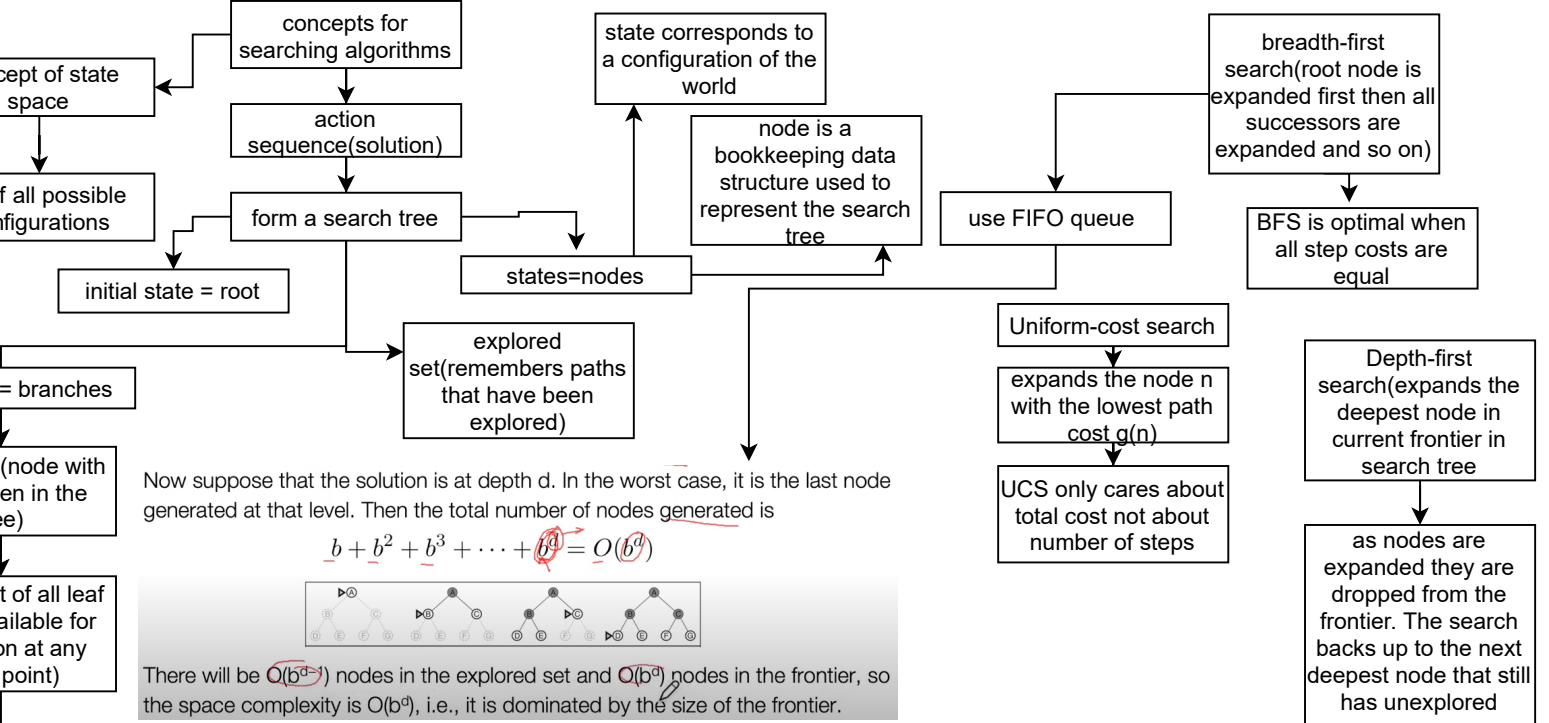 concepts for
searching algorithms
state space
cept of state
space
action
sequence(solution)
f all possible
nfigurations
form a search tree
initial state = root
states=nodes
state corresponds to
a configuration of the
world
node is a
bookkeeping data
structure used to
represent the search
tree
explored
set(remembers paths
that have been
explored)
= branches
(node with
en in the
ee)
t of all leaf
ailable for
on at any
point)
breadth-first
search(root node is
expanded first then all
successors are
expanded and so on)
use FIFO queue
BFS is optimal when
all step costs are
equal
Now suppose that the solution is at depth d. In the worst case, it is the last node
generated at that level. Then the total number of nodes generated is
b + b² + b³ + ⋯ + bᵈ = O(bᵈ)
A A A A
B C B C B C B C
D E F G D E F G D E F G D E F G
There will be O(bᵈ⁻¹) nodes in the explored set and O(bᵈ) nodes in the frontier, so
the space complexity is O(bᵈ), i.e., it is dominated by the size of the frontier.
Uniform-cost search
expands the node n
with the lowest path
cost g(n)
UCS only cares about
total cost not about
number of steps
Depth-first
search(expands the
deepest node in
current frontier in
search tree
as nodes are
expanded they are
dropped from the
frontier. The search
backs up to the next
deepest node that still
has unexplored